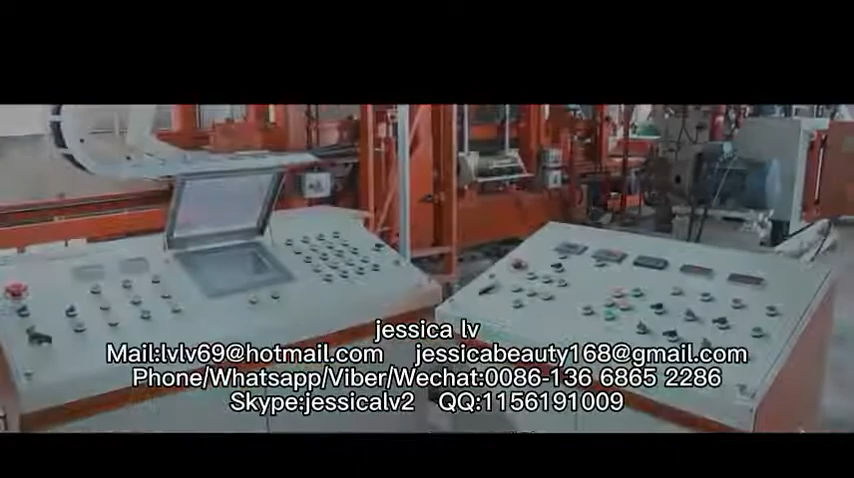 jessica lv
Mail:lvlv69@hotmail.com jessicabeauty168@gmail.com
Phone/Whatsapp/Viber/Wechat:0086-136 6865 2286
Skype:jessicalv2 QQ:1156191009